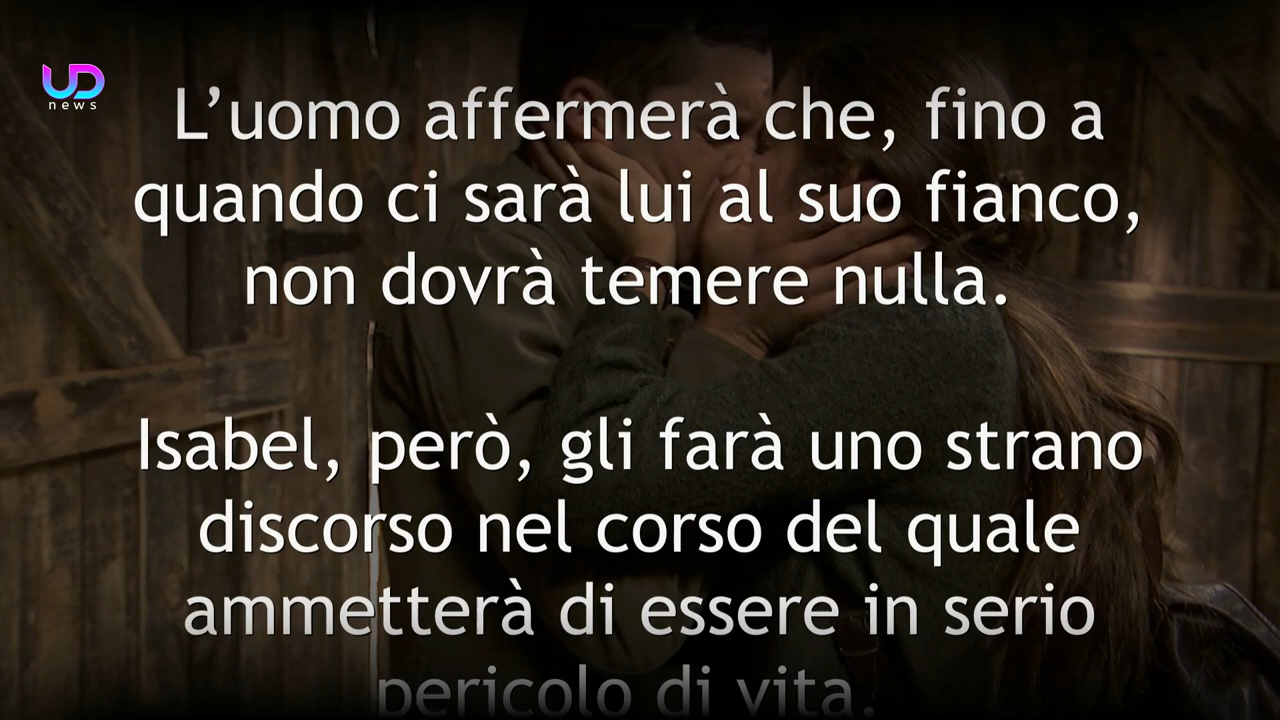 UD
news
L’uomo affermerà che, fino a
quando ci sarà lui al suo fianco,
non dovrà temere nulla.
Isabel, però, gli farà uno strano
discorso nel corso del quale
ammetterà di essere in serio
pericolo di vita.